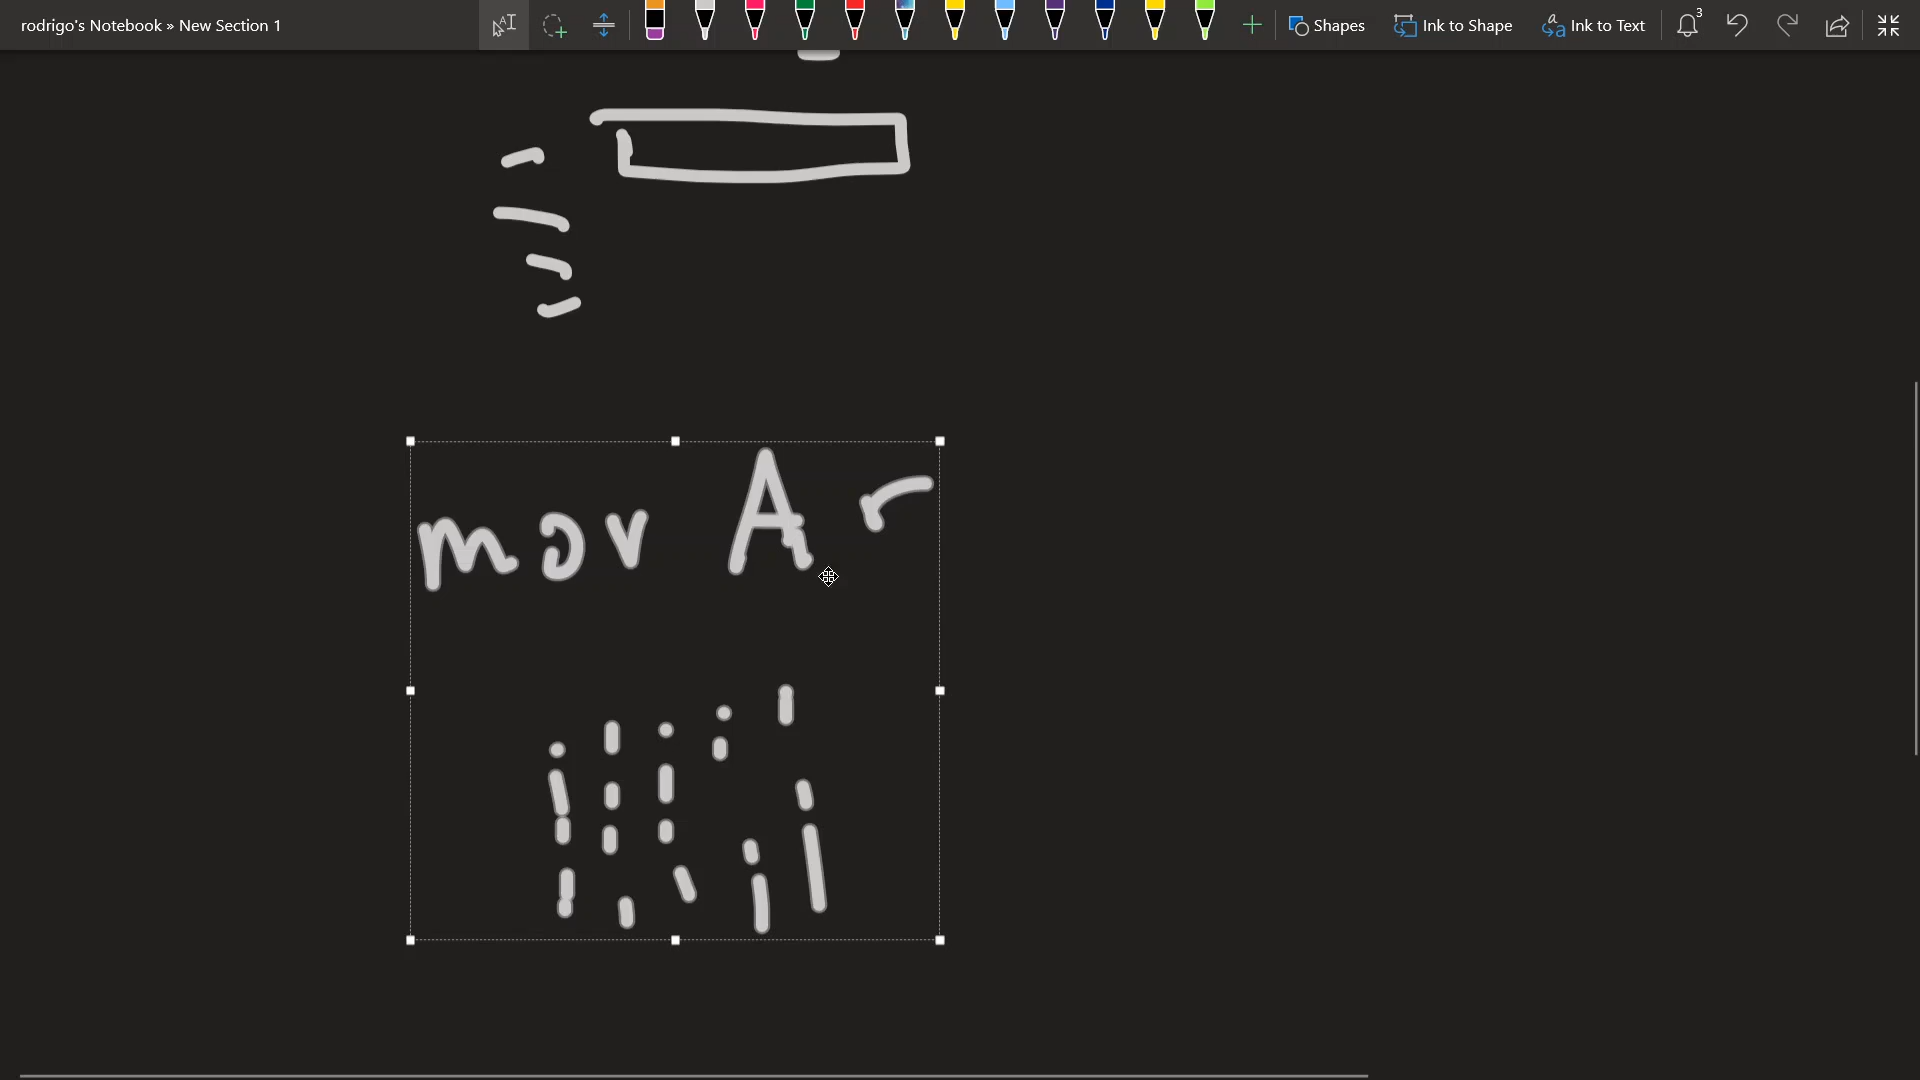 rodrigo's Notebook » New Section 1
Shapes
Ink to Shape
Ink to Text
3
mov A r